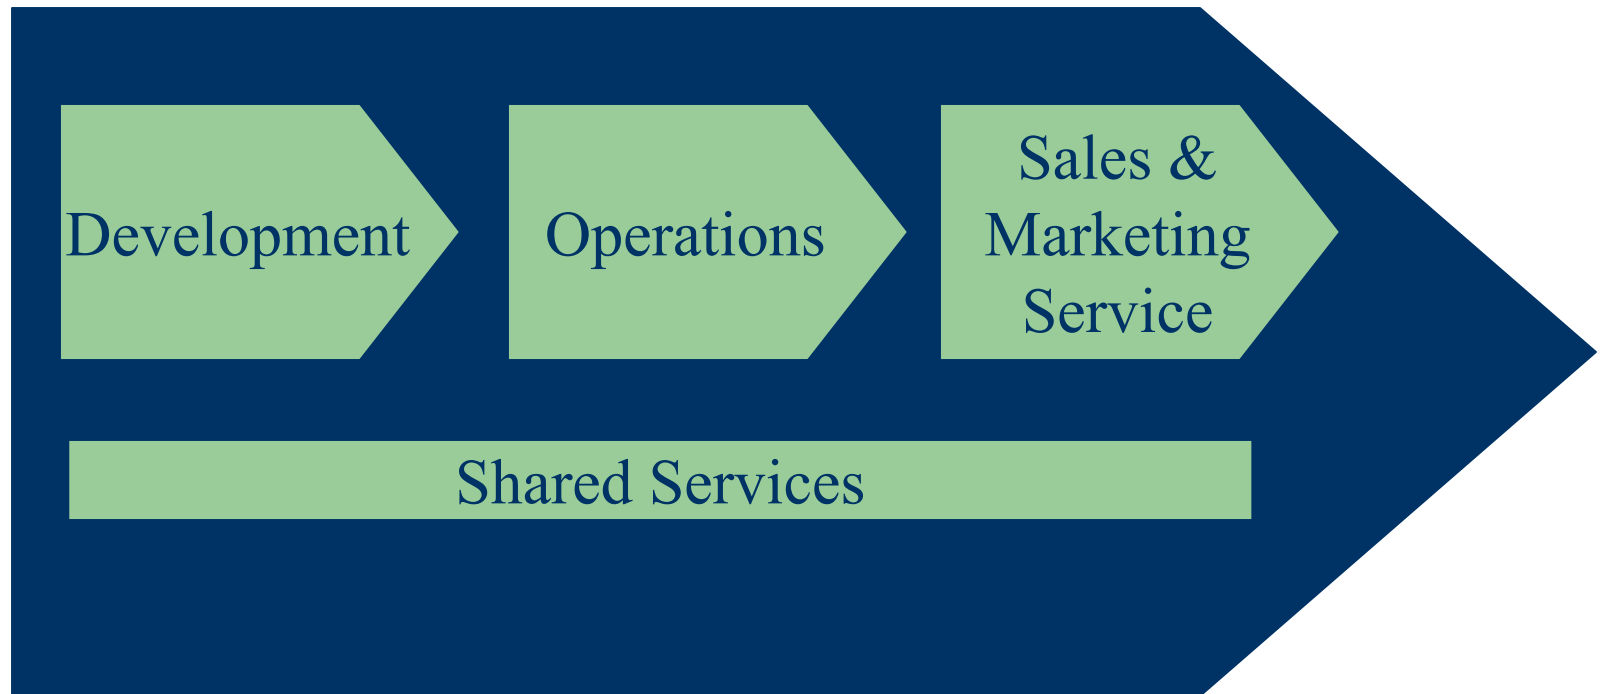 Development
Operations
Sales &
Marketing
Service
Shared Services